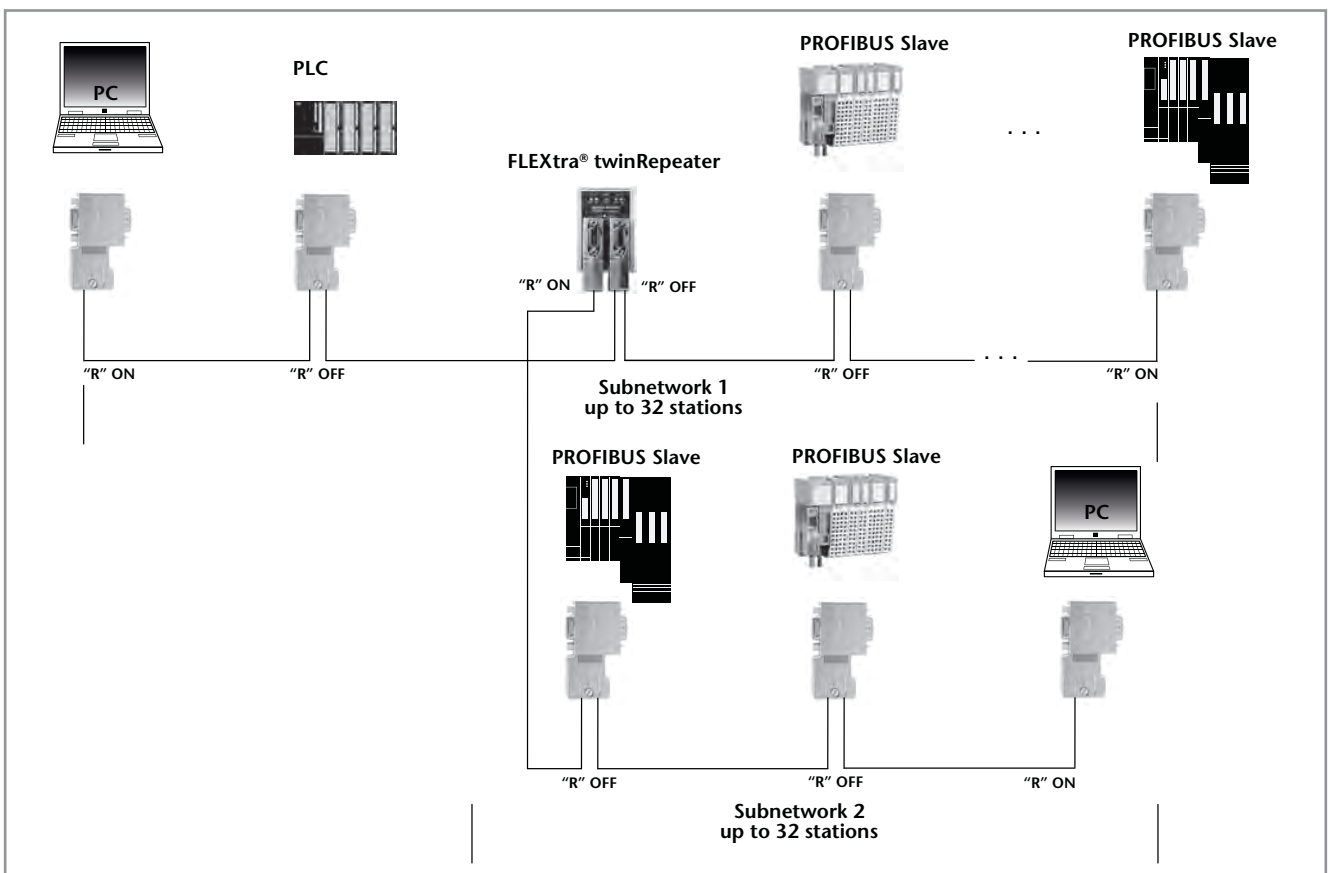 PROFIBUS Slave
PROFIBUS Slave
PLC
PC
. . .
FLEXtra® twinRepeater
“R” ON
“R” OFF
. . .
“R” ON
“R” OFF
“R” OFF
“R” ON
Subnetwork 1
up to 32 stations
PROFIBUS Slave
PROFIBUS Slave
PC
“R” OFF
“R” OFF
“R” ON
Subnetwork 2
up to 32 stations